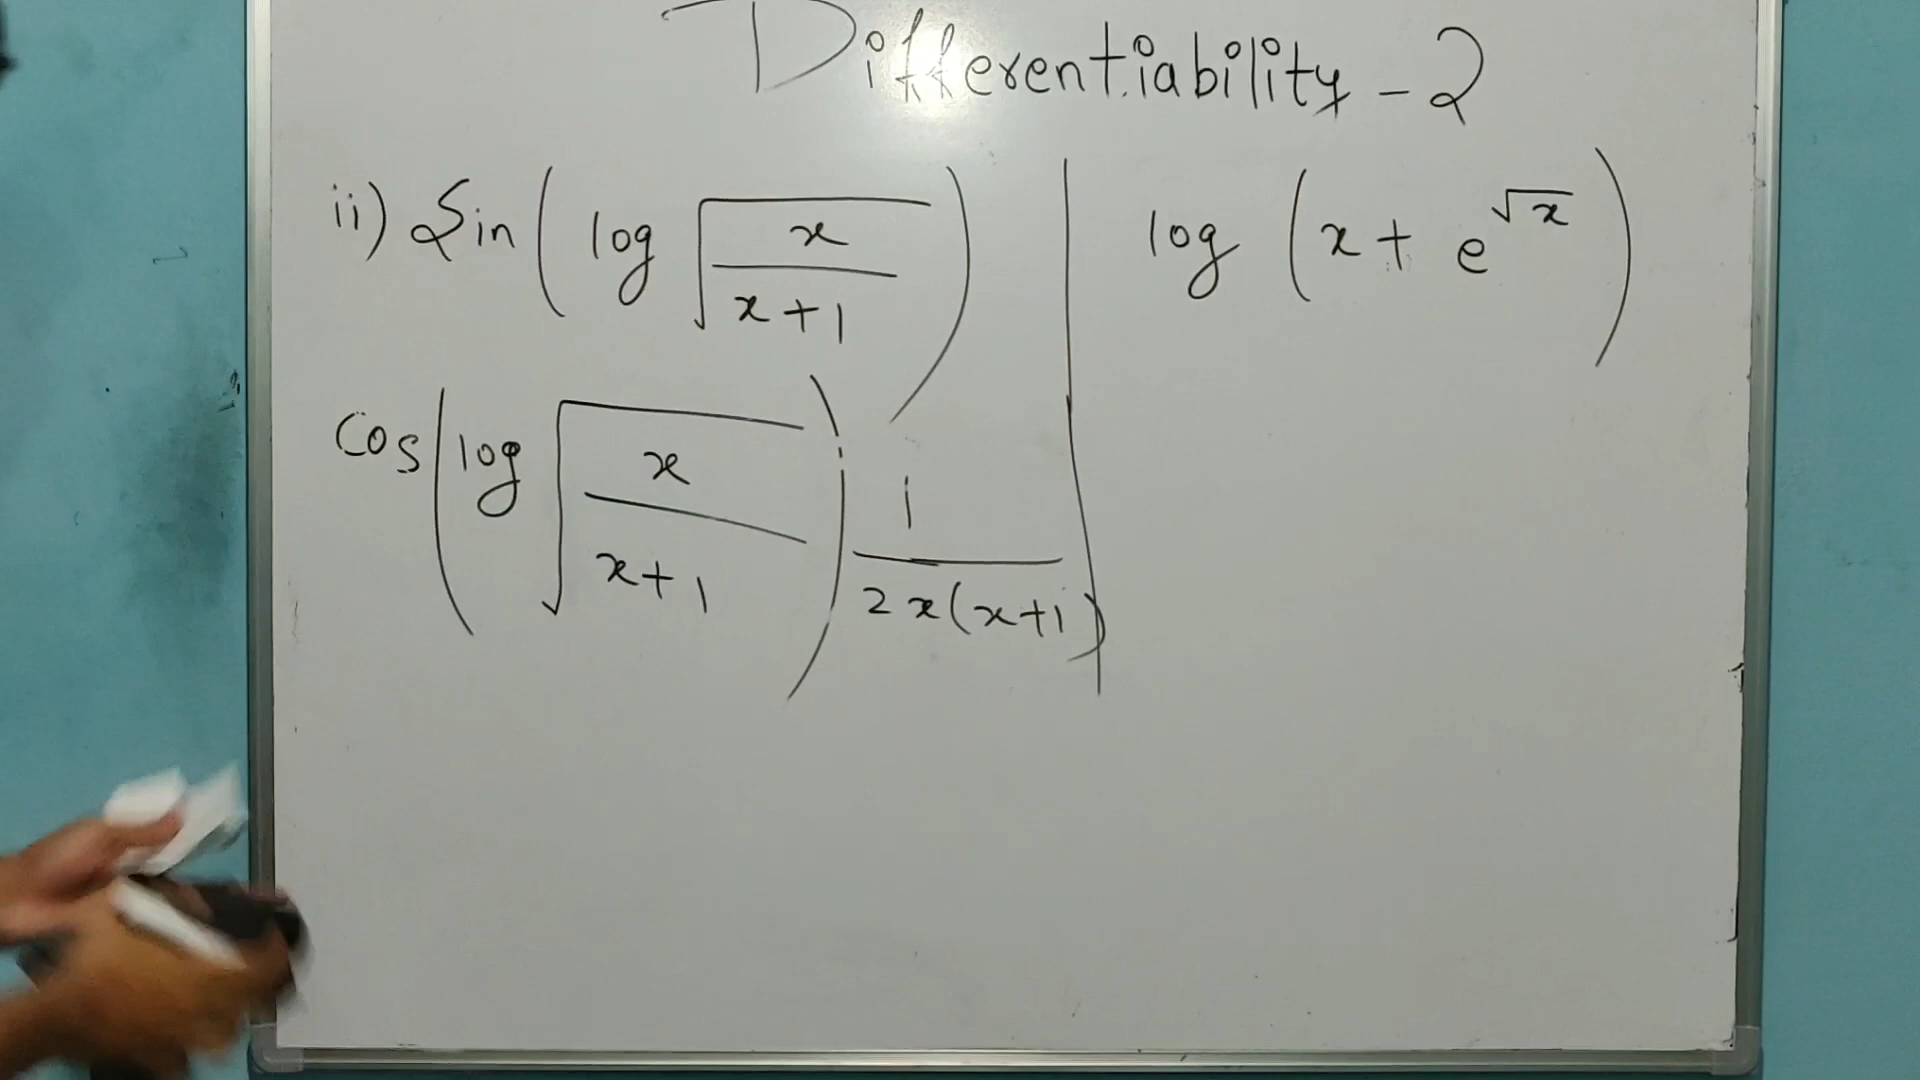 Differentiability - 2
ii) Sin ( log √(x/(x+1)) )
cos ( log √(x/(x+1)) ) · 1/(2x(x+1))
log ( x + e^√x )